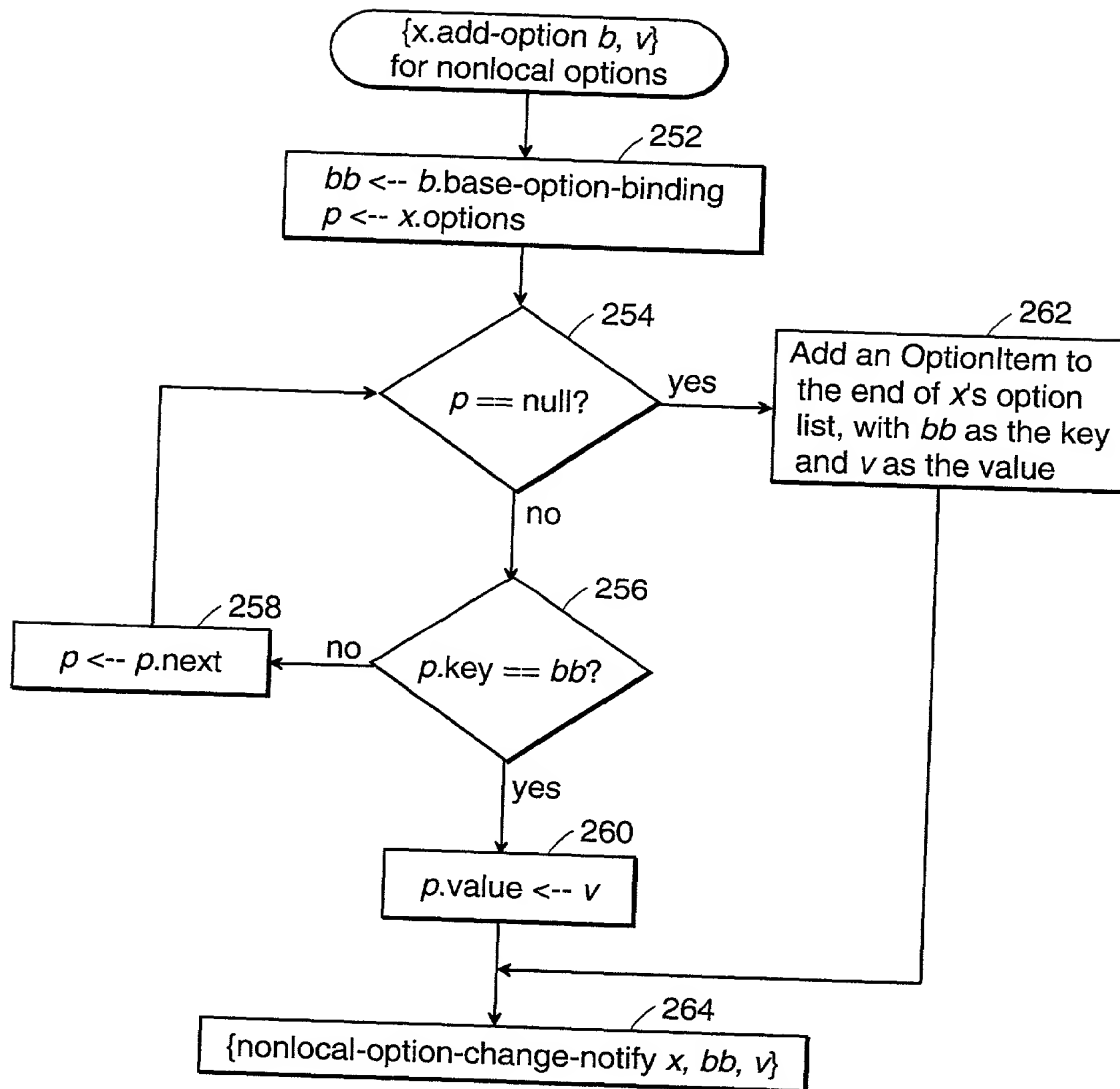 {x.add-option b, v}
for nonlocal options
252
bb <-- b.base-option-binding
p <-- x.options
254
p == null?
yes
262
Add an OptionItem to
the end of x's option
list, with bb as the key
and v as the value
no
256
p.key == bb?
no
258
p <-- p.next
yes
260
p.value <-- v
264
{nonlocal-option-change-notify x, bb, v}